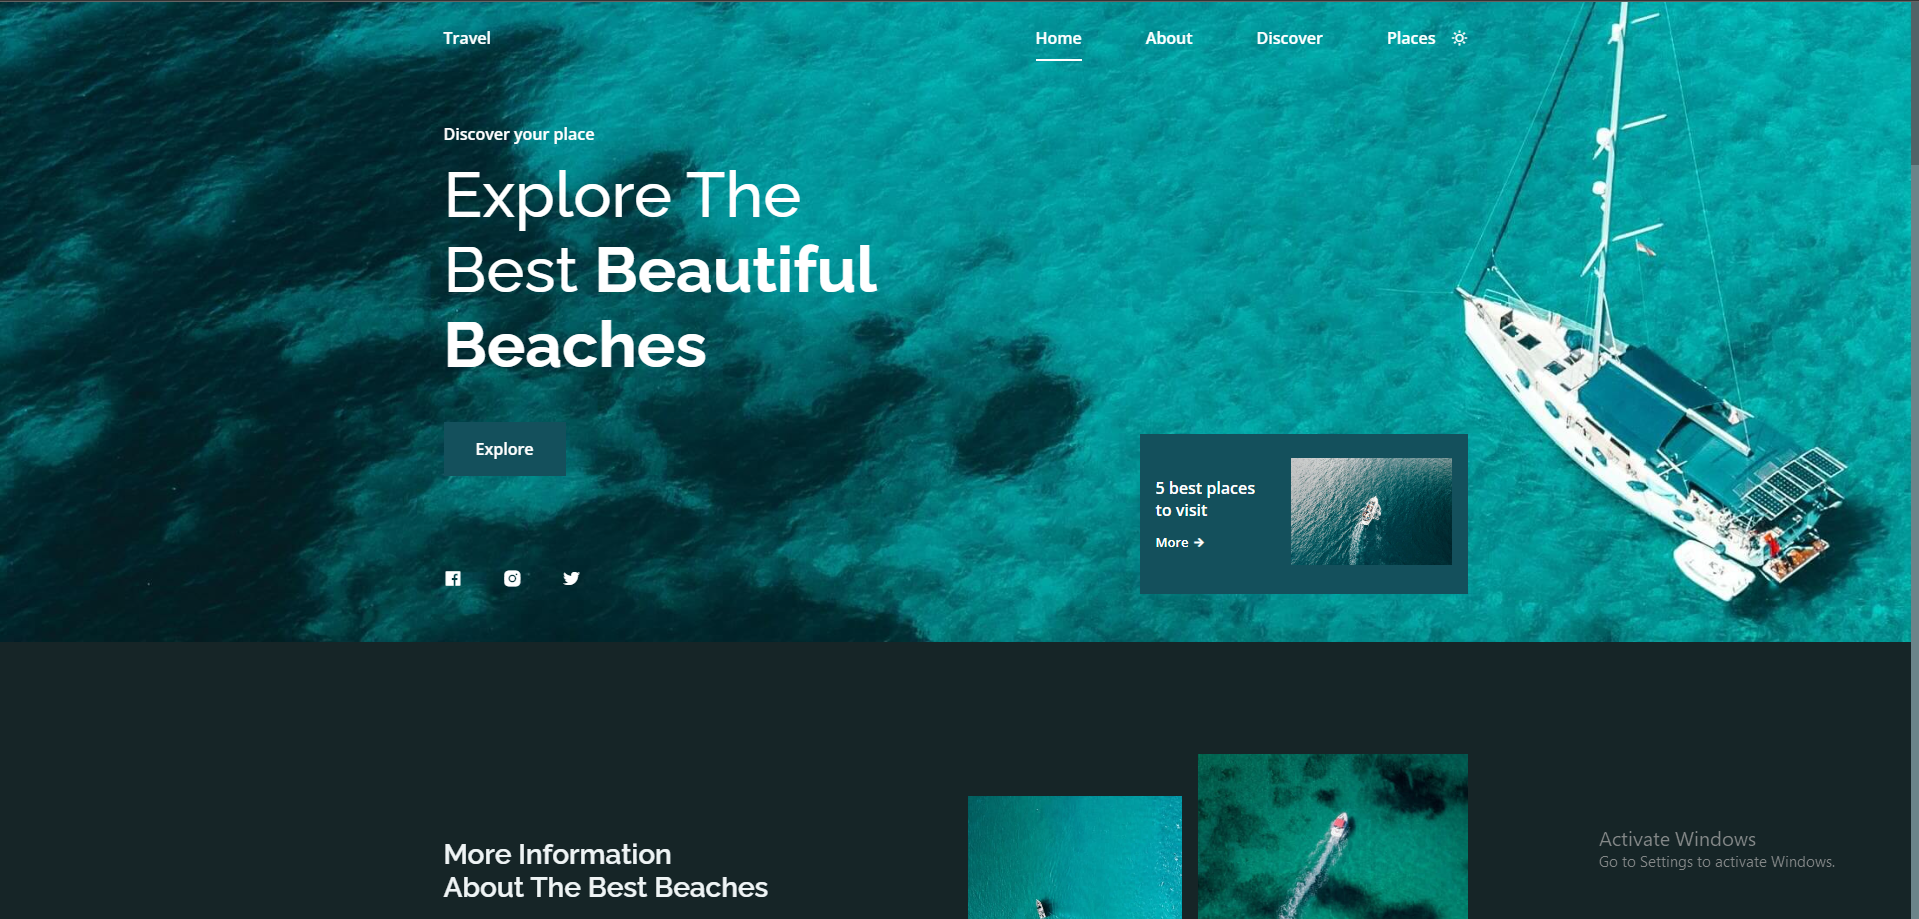 Travel
Home
About
Discover
Places
Discover your place
Explore The
Best Beautiful
Beaches
Explore
5 best places
to visit
More →
More Information
About The Best Beaches
Activate Windows
Go to Settings to activate Windows.